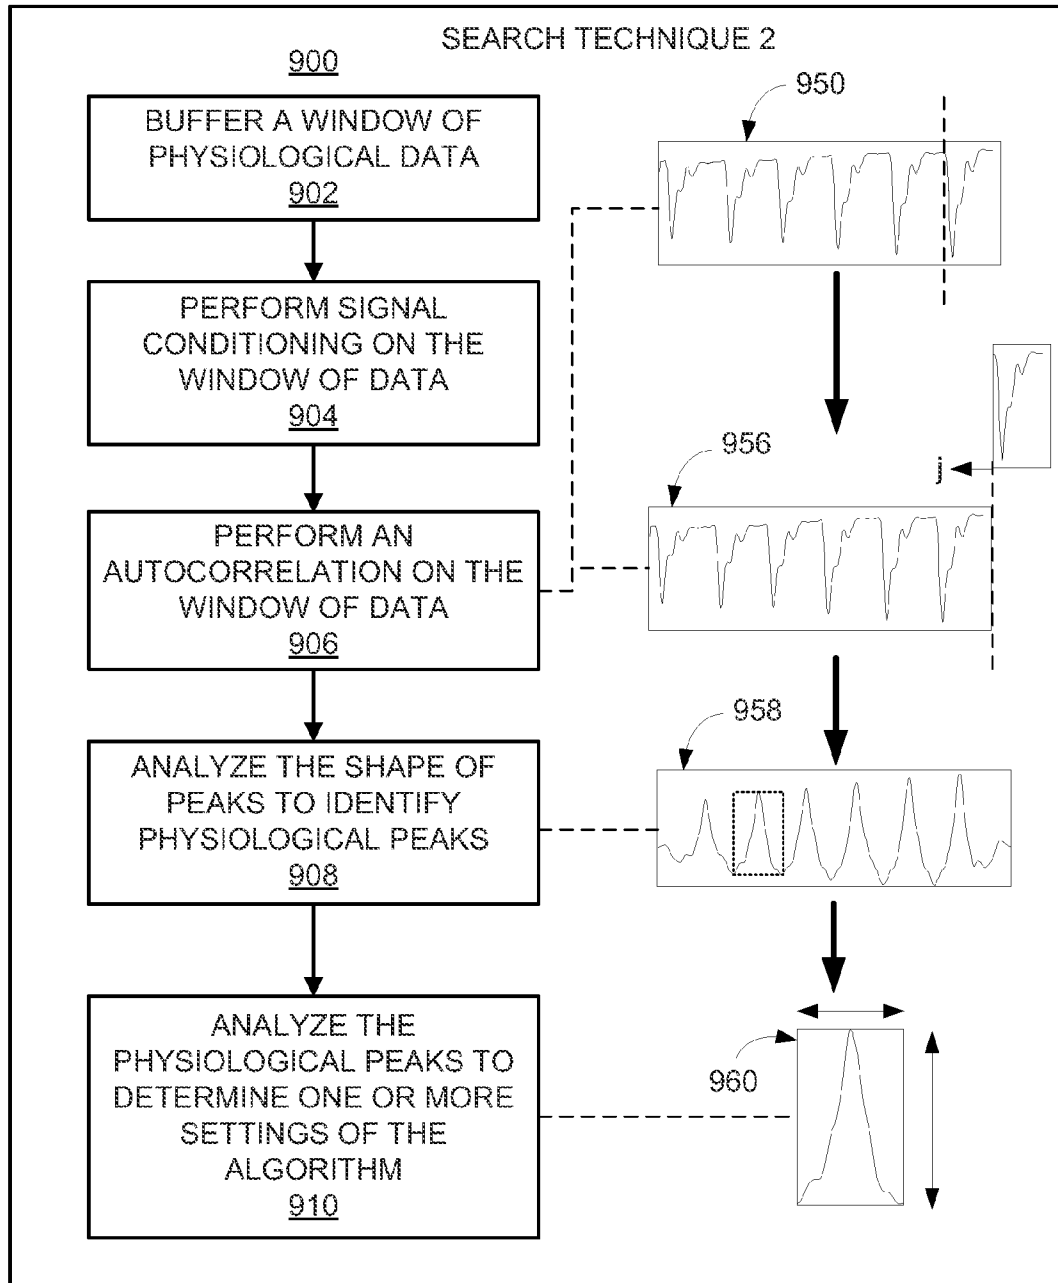 SEARCH TECHNIQUE 2
900
BUFFER A WINDOW OF
PHYSIOLOGICAL DATA
902
950
PERFORM SIGNAL
CONDITIONING ON THE
WINDOW OF DATA
904
956
j
PERFORM AN
AUTOCORRELATION ON THE
WINDOW OF DATA
906
958
ANALYZE THE SHAPE OF
PEAKS TO IDENTIFY
PHYSIOLOGICAL PEAKS
908
ANALYZE THE
PHYSIOLOGICAL PEAKS TO
DETERMINE ONE OR MORE
SETTINGS OF THE
ALGORITHM
910
960